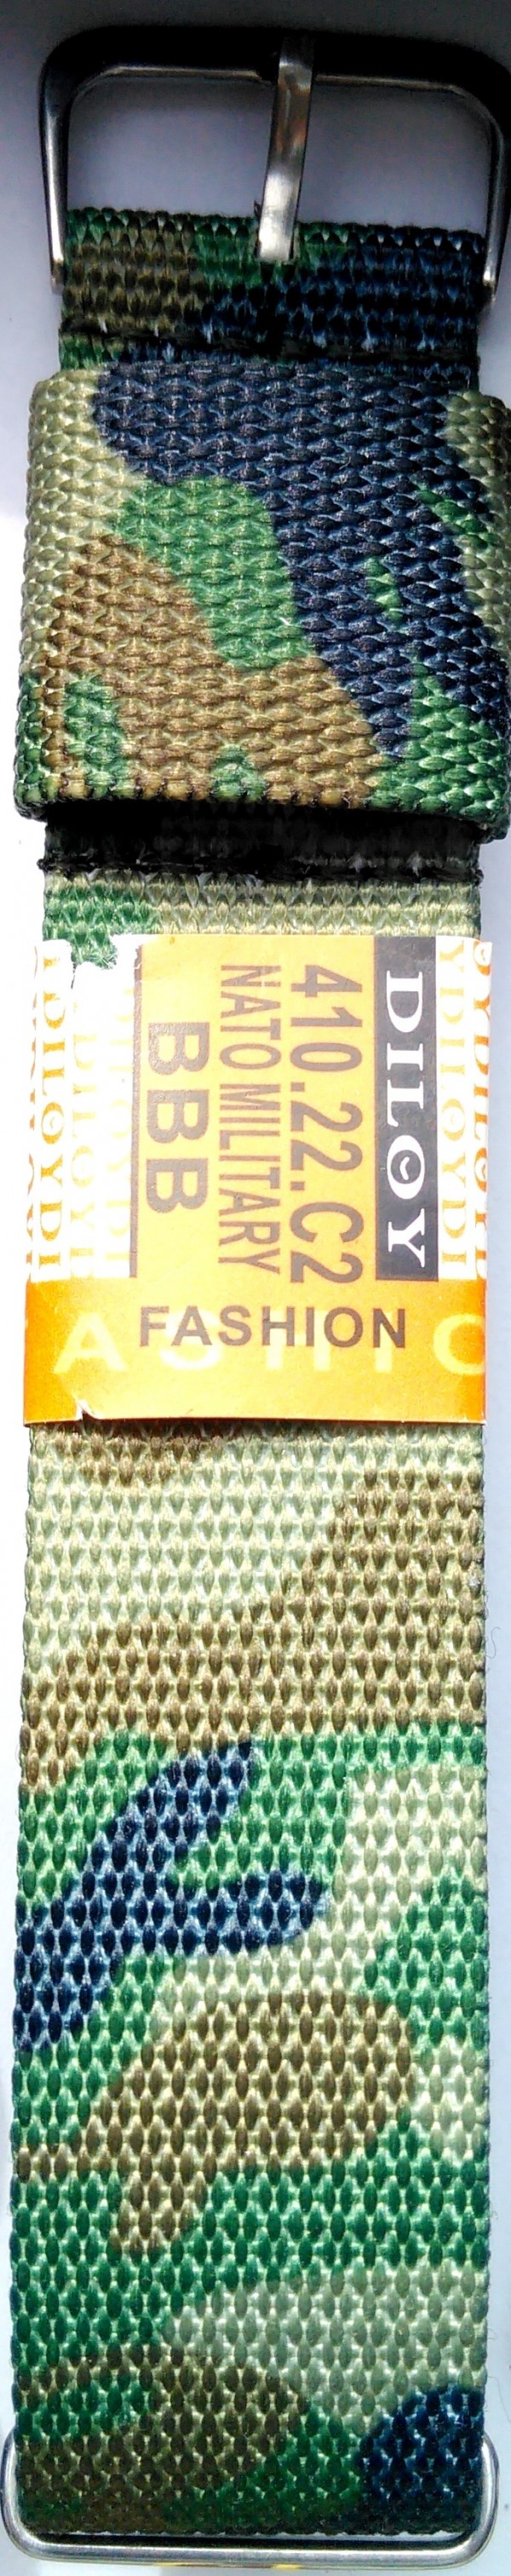 DILOY
410.22.C2
NATO MILITARY
BBB
FASHION